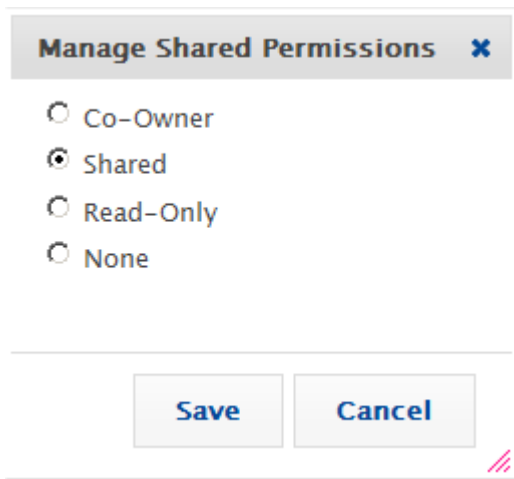 Manage Shared Permissions
Co-Owner
Shared
Read-Only
None
Save Cancel